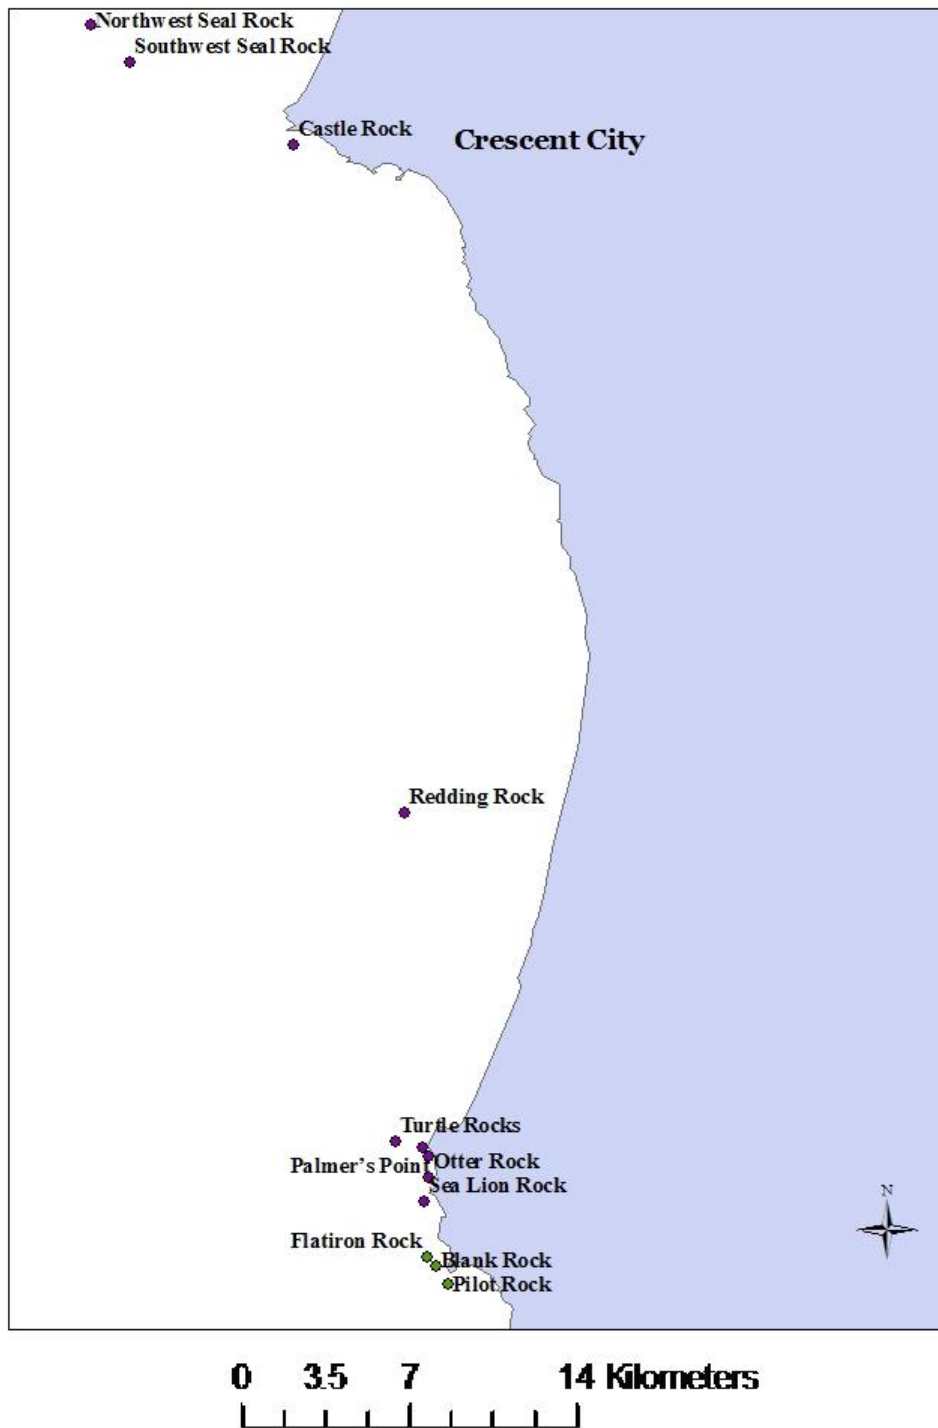 Northwest Seal Rock
Southwest Seal Rock
Castle Rock
Crescent City
Redding Rock
Turtle Rocks
Palmer's Point
Otter Rock
Sea Lion Rock
N
Flatiron Rock
Blank Rock
Pilot Rock
0 3.5 7 14 Kilometers